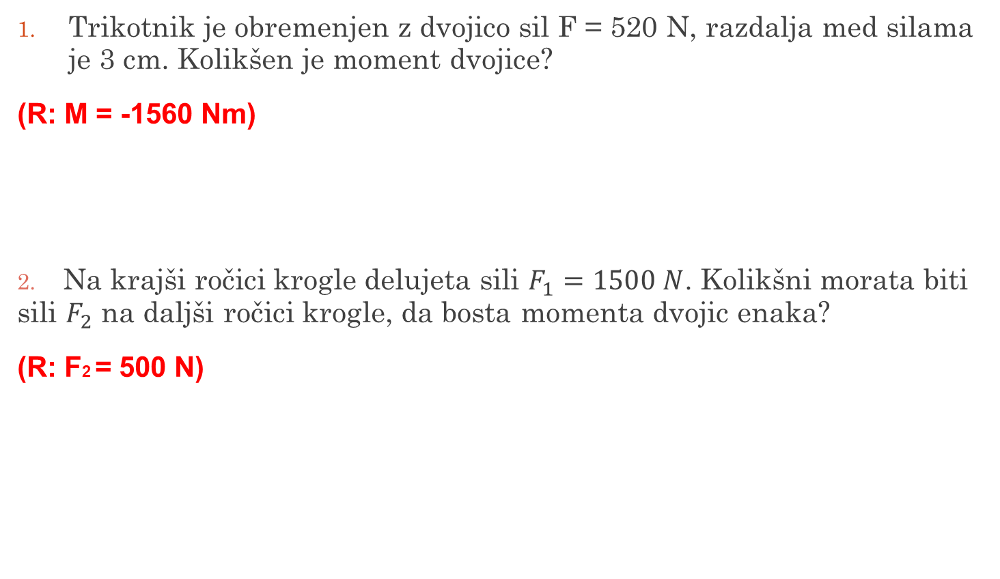 1. Trikotnik je obremenjen z dvojico sil F = 520 N, razdalja med silama
je 3 cm. Kolikšen je moment dvojice?
(R: M = -1560 Nm)
2. Na krajši ročici krogle delujeta sili F₁ = 1500 N. Kolikšni morata biti
sili F₂ na daljši ročici krogle, da bosta momenta dvojic enaka?
(R: F₂ = 500 N)